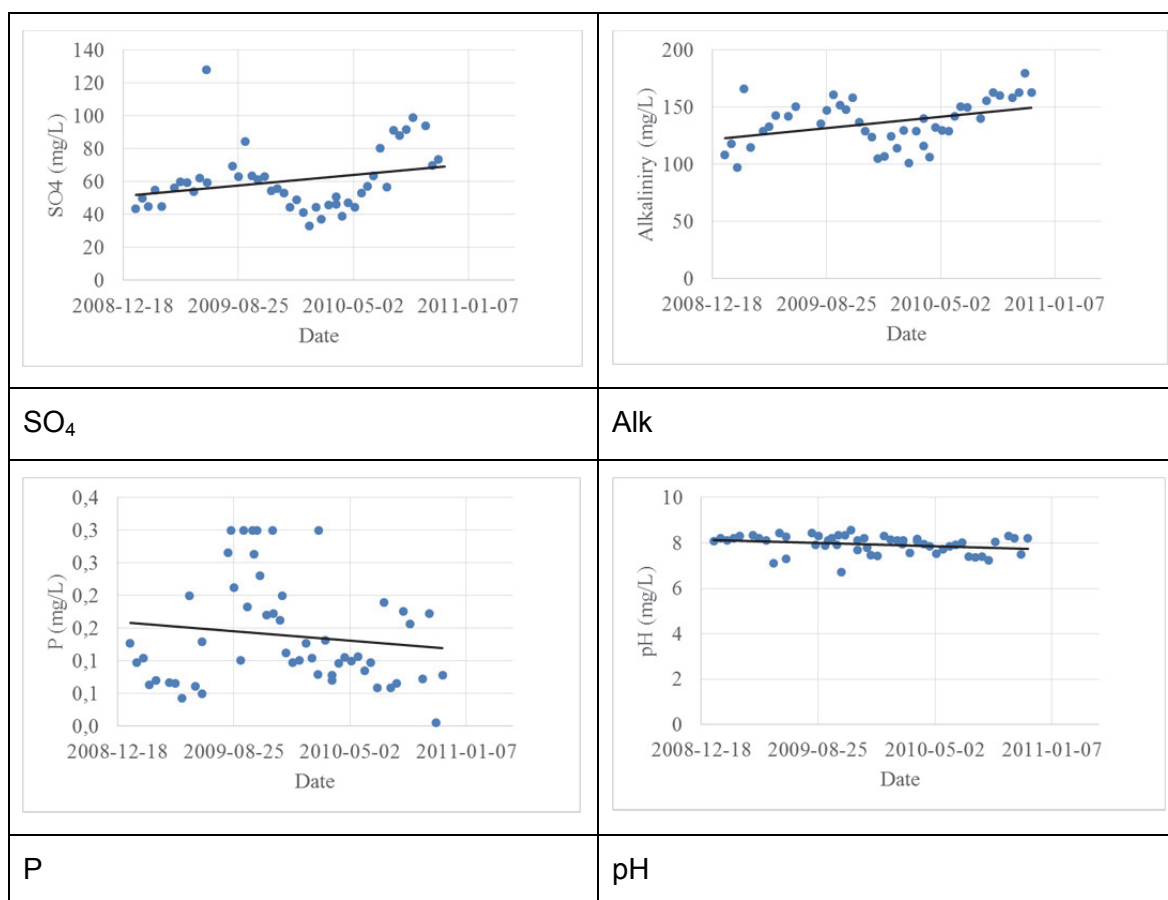 140
120
100
80
60
40
20
0
SO4 (mg/L)
2008-12-18 2009-08-25 2010-05-02 2011-01-07
Date
200
150
100
50
0
Alkaliniry (mg/L)
2008-12-18 2009-08-25 2010-05-02 2011-01-07
Date
SO₄
Alk
0,4
0,3
0,3
0,2
0,2
0,1
0,1
0,0
P (mg/L)
2008-12-18 2009-08-25 2010-05-02 2011-01-07
Date
10
8
6
4
2
0
pH (mg/L)
2008-12-18 2009-08-25 2010-05-02 2011-01-07
Date
P
pH